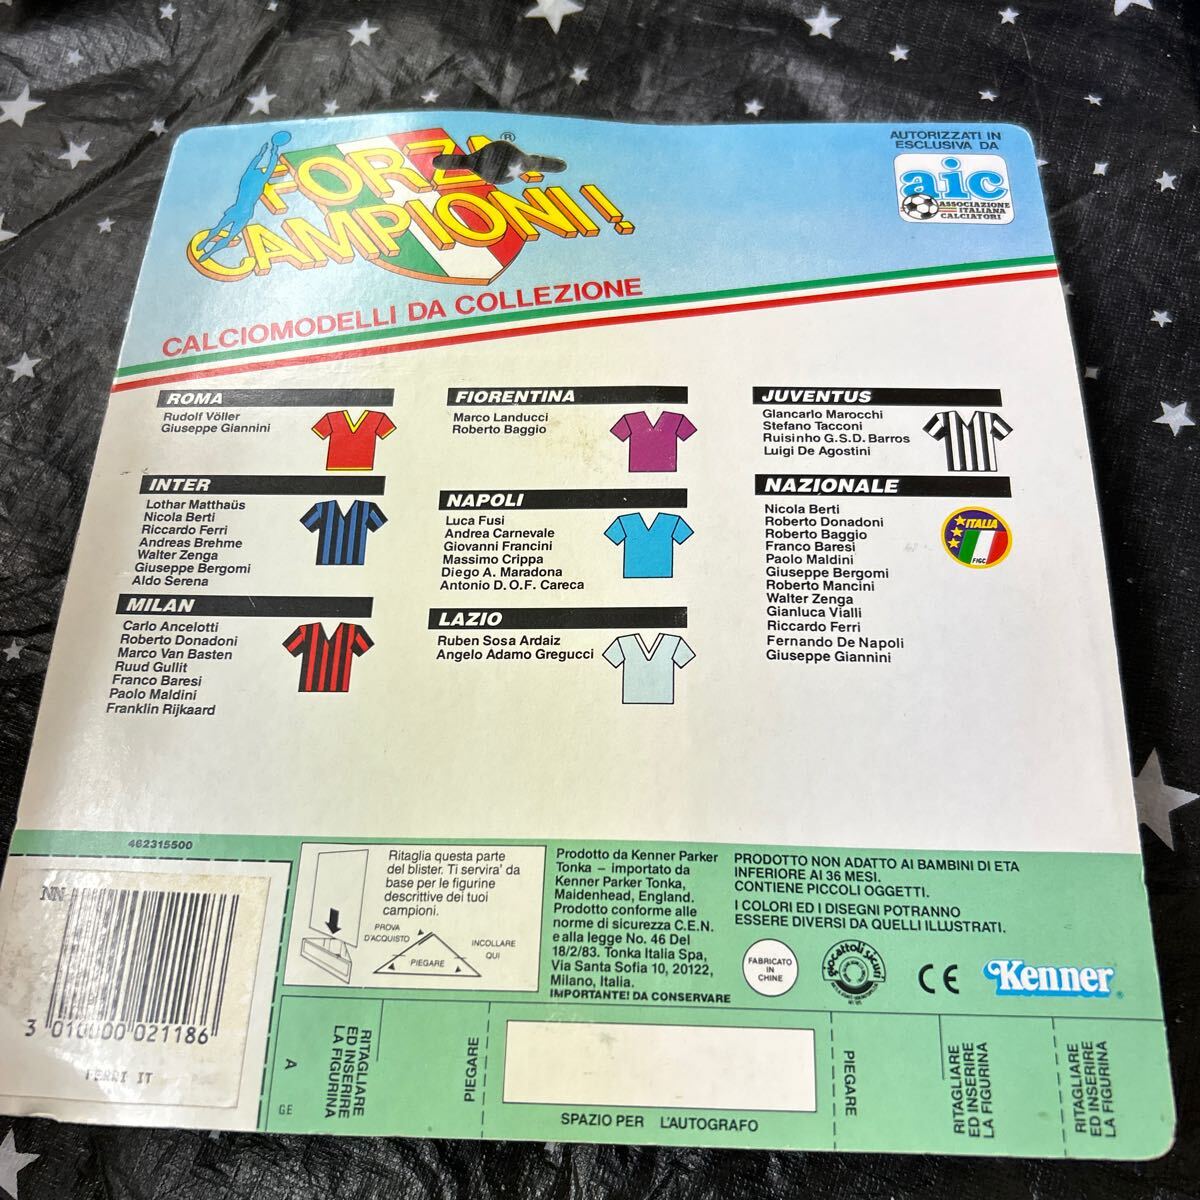 FORZA
CAMPIONI!
®
CALCIOMODELLI DA COLLEZIONE
AUTORIZZATI IN
ESCLUSIVA DA
aic
ASSOCIAZIONE
ITALIANA
CALCIATORI
ROMA
Rudolf Völler
Giuseppe Giannini
INTER
Lothar Matthaüs
Nicola Berti
Riccardo Ferri
Andreas Brehme
Walter Zenga
Giuseppe Bergomi
Aldo Serena
MILAN
Carlo Ancelotti
Roberto Donadoni
Marco Van Basten
Ruud Gullit
Franco Baresi
Paolo Maldini
Franklin Rijkaard
FIORENTINA
Marco Landucci
Roberto Baggio
NAPOLI
Luca Fusi
Andrea Carnevale
Giovanni Francini
Massimo Crippa
Diego A. Maradona
Antonio D. O.F. Careca
LAZIO
Ruben Sosa Ardaiz
Angelo Adamo Gregucci
JUVENTUS
Giancarlo Marocchi
Stefano Tacconi
Ruisinho G.S.D. Barros
Luigi De Agostini
NAZIONALE
Nicola Berti
Roberto Donadoni
Roberto Baggio
Franco Baresi
Paolo Maldini
Giuseppe Bergomi
Roberto Mancini
Walter Zenga
Gianluca Vialli
Riccardo Ferri
Fernando De Napoli
Giuseppe Giannini
ITALIA
FIGC
462315500
NN
3 010000 021186
FERRI IT
Ritaglia questa parte
del blister. Ti servira' da
base per le figurine
descrittive dei tuoi
campioni.
PROVA
D'ACQUISTO
PIEGARE
INCOLLARE
QUI
Prodotto da Kenner Parker
Tonka – importato da
Kenner Parker Tonka,
Maidenhead, England.
Prodotto conforme alle
norme di sicurezza C.E.N.
e alla legge No. 46 Del
18/2/83. Tonka Italia Spa,
Via Santa Sofia 10, 20122,
Milano, Italia.
IMPORTANTE! DA CONSERVARE
PRODOTTO NON ADATTO AI BAMBINI DI ETA
INFERIORE AI 36 MESI.
CONTIENE PICCOLI OGGETTI.
I COLORI ED I DISEGNI POTRANNO
ESSERE DIVERSI DA QUELLI ILLUSTRATI.
FABRICATO
IN
CHINE
giocattoli sicuri
CE
Kenner
A
GE
RITAGLIARE
ED INSERIRE
LA FIGURINA
PIEGARE
SPAZIO PER L'AUTOGRAFO
PIEGARE
RITAGLIARE
ED INSERIRE
LA FIGURINA
RITAGLIARE
ED INSERIRE
LA FIGURINA